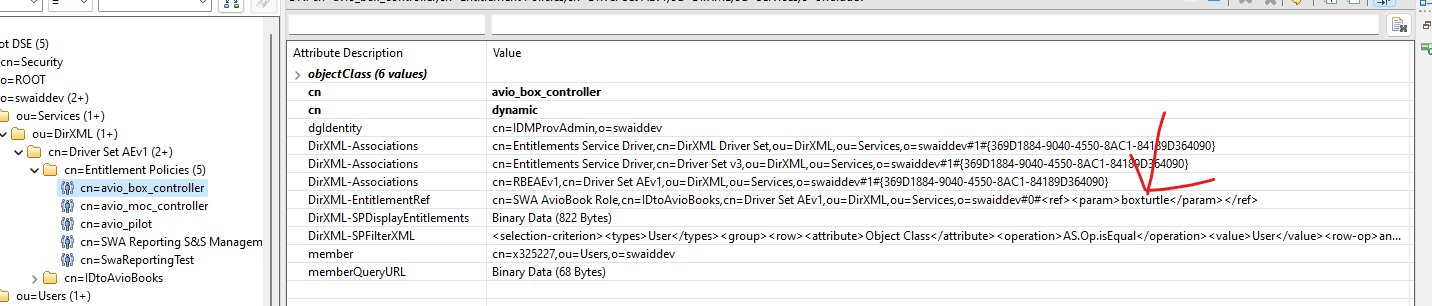 ot DSE (5)
cn=Security
o=ROOT
o=swaiddev (2+)
ou=Services (1+)
ou=DirXML (1+)
cn=Driver Set AEv1 (2+)
cn=Entitlement Policies (5)
cn=avio_box_controller
cn=avio_moc_controller
cn=avio_pilot
cn=SWA Reporting S&S Managem
cn=SwaReportingTest
cn=IDtoAvioBooks
ou=Users (1+)
Attribute Description Value
objectClass (6 values)
cn avio_box_controller
cn dynamic
dgIdentity cn=IDMProvAdmin,o=swaiddev
DirXML-Associations cn=Entitlements Service Driver,cn=DirXML Driver Set,ou=DirXML,ou=Services,o=swaiddev#1#{369D1884-9040-4550-8AC1-84189D364090}
DirXML-Associations cn=Entitlements Service Driver,cn=Driver Set v3,ou=DirXML,ou=Services,o=swaiddev#1#{369D1884-9040-4550-8AC1-84189D364090}
DirXML-Associations cn=RBEAEv1,cn=Driver Set AEv1,ou=DirXML,ou=Services,o=swaiddev#1#{369D1884-9040-4550-8AC1-84189D364090}
DirXML-EntitlementRef cn=SWA AvioBook Role,cn=IDtoAvioBooks,cn=Driver Set AEv1,ou=DirXML,ou=Services,o=swaiddev#0#<ref><param>boxturtle</param></ref>
DirXML-SPDisplayEntitlements Binary Data (822 Bytes)
DirXML-SPFilterXML <selection-criterion><types>User</types><group><row><attribute>Object Class</attribute><operation>AS.Op.isEqual</operation><value>User</value><row-op>an...
member cn=x325227,ou=Users,o=swaiddev
memberQueryURL Binary Data (68 Bytes)